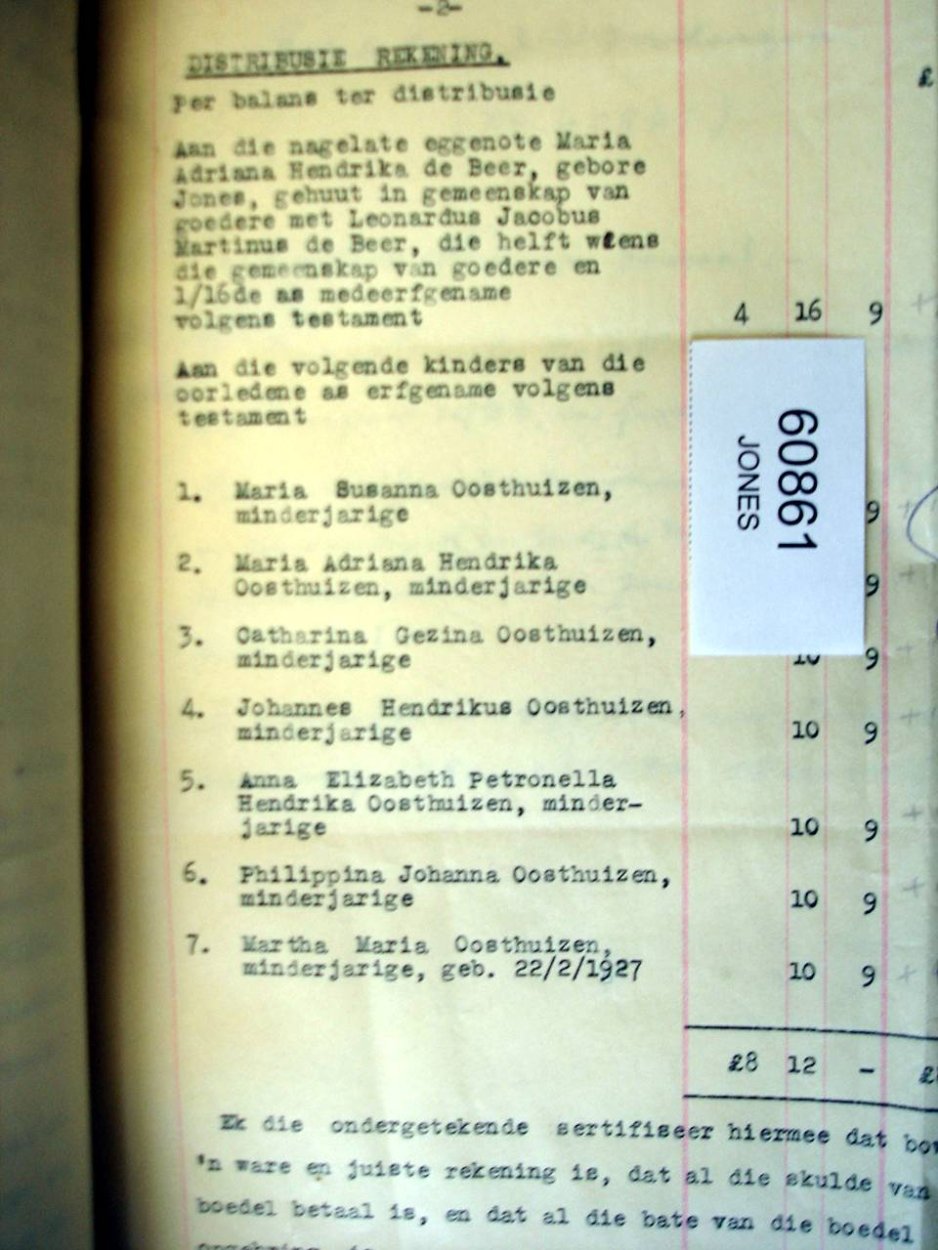 -2-
DISTRIBUSIE REKENING.
£
Per balans ter distribusie
Aan die nagelate eggenote Maria
Adriana Hendrika de Beer, gebore
Jones, gehuut in gemeenskap van
goedere met Leonardus Jacobus
Martinus de Beer, die helft wiens
die gemeenskap van goedere en
1/16de as medeerfgename
volgens testament 4 16 9
Aan die volgende kinders van die
oorledene as erfgename volgens
testament
60861
JONES
1. Maria Susanna Oosthuizen,
minderjarige 9
2. Maria Adriana Hendrika
Oosthuizen, minderjarige 9
3. Catharina Gezina Oosthuizen,
minderjarige 10 9
4. Johannes Hendrikus Oosthuizen,
minderjarige 10 9
5. Anna Elizabeth Petronella
Hendrika Oosthuizen, minder-
jarige 10 9
6. Philippina Johanna Oosthuizen,
minderjarige 10 9
7. Martha Maria Oosthuizen,
minderjarige, geb. 22/2/1927 10 9
£8 12 - £
Ek die ondergetekende sertifiseer hiermee dat
'n ware en juiste rekening is, dat al die skulde van
boedel betaal is, en dat al die bate van die boedel